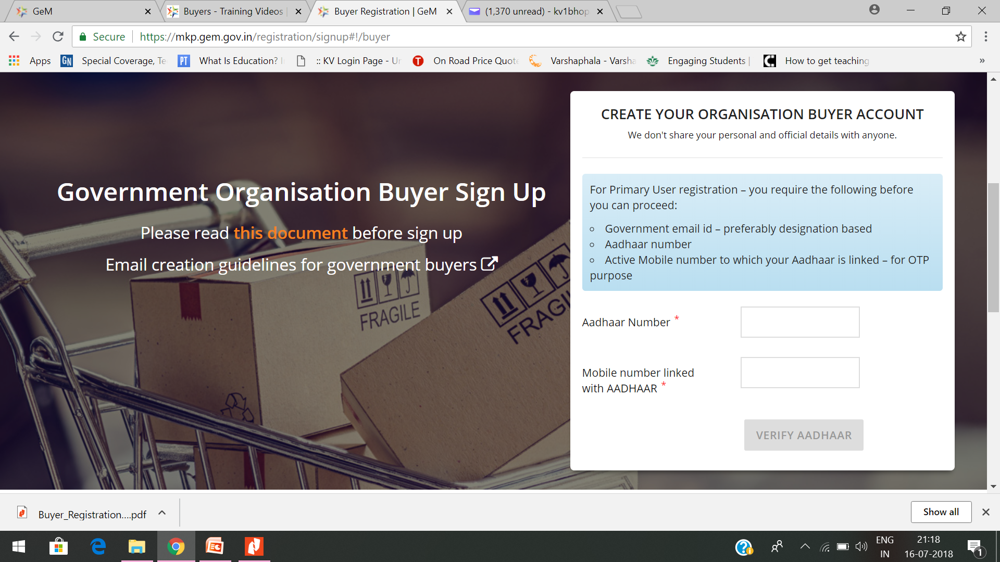 GeM
Buyers - Training Videos |
Buyer Registration | GeM
(1,370 unread) - kv1bhop
Secure
https://mkp.gem.gov.in/registration/signup#!/buyer
Apps
GN
Special Coverage, Te
PT
What Is Education?
:: KV Login Page - Un
T
On Road Price Quote
Varshaphala - Varsha
Engaging Students |
How to get teaching
»
Government Organisation Buyer Sign Up
Please read this document before sign up
Email creation guidelines for government buyers
FRAGILE
FRAGI
CREATE YOUR ORGANISATION BUYER ACCOUNT
We don't share your personal and official details with anyone.
For Primary User registration – you require the following before
you can proceed:
Government email id – preferably designation based
Aadhaar number
Active Mobile number to which your Aadhaar is linked – for OTP
purpose
Aadhaar Number *
Mobile number linked
with AADHAAR *
VERIFY AADHAAR
Buyer_Registration....pdf
Show all
ENG
IN
21:18
16-07-2018
1